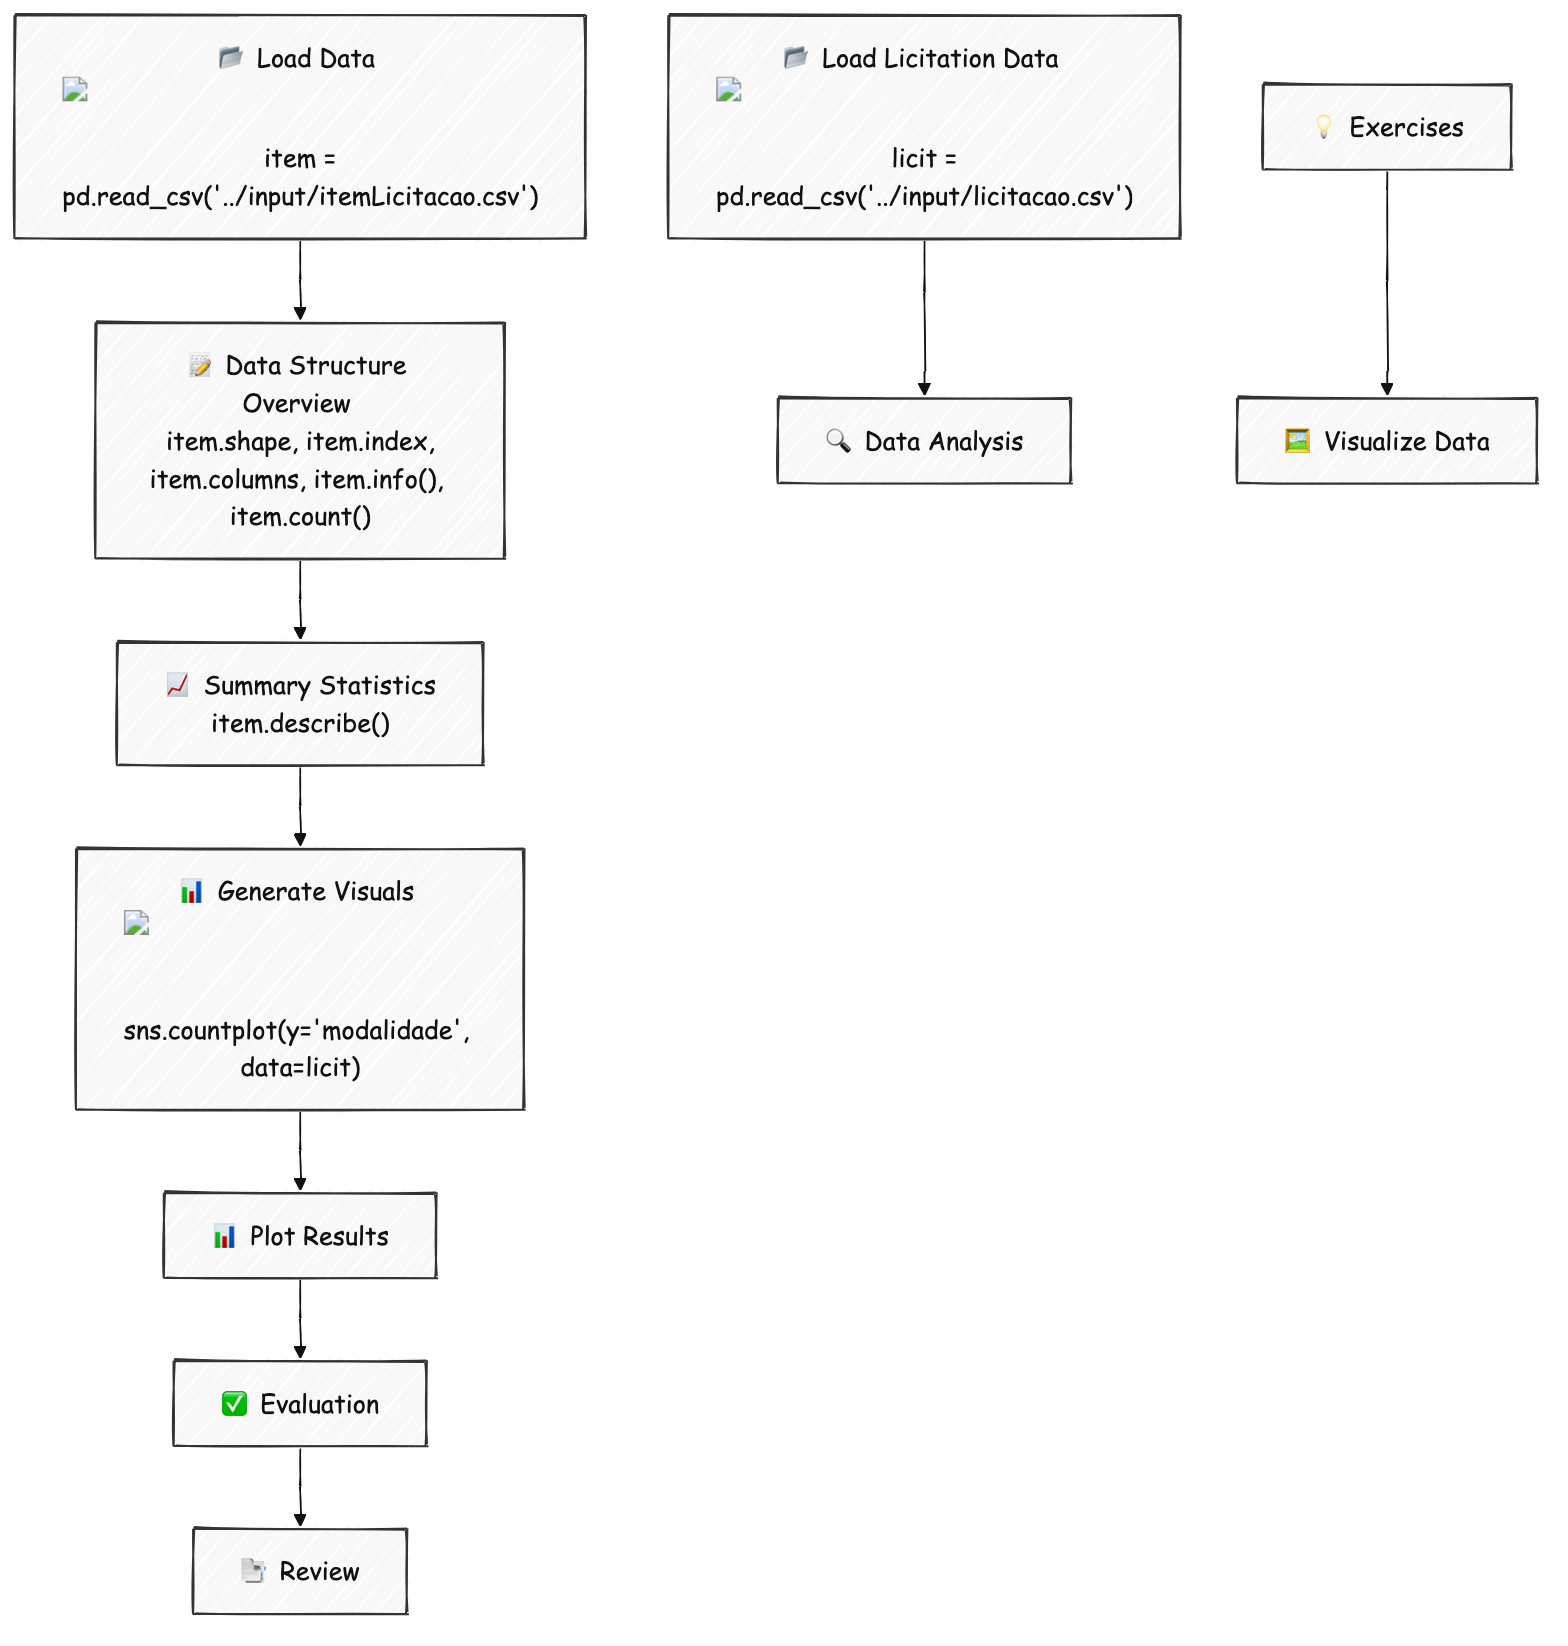 📂 Load Data
item =
pd.read_csv('../input/itemLicitacao.csv')
📝 Data Structure
Overview
item.shape, item.index,
item.columns, item.info(),
item.count()
📈 Summary Statistics
item.describe()
📊 Generate Visuals
sns.countplot(y='modalidade',
data=licit)
📊 Plot Results
✅ Evaluation
📑 Review
📂 Load Licitation Data
licit =
pd.read_csv('../input/licitacao.csv')
🔍 Data Analysis
💡 Exercises
🖼️ Visualize Data